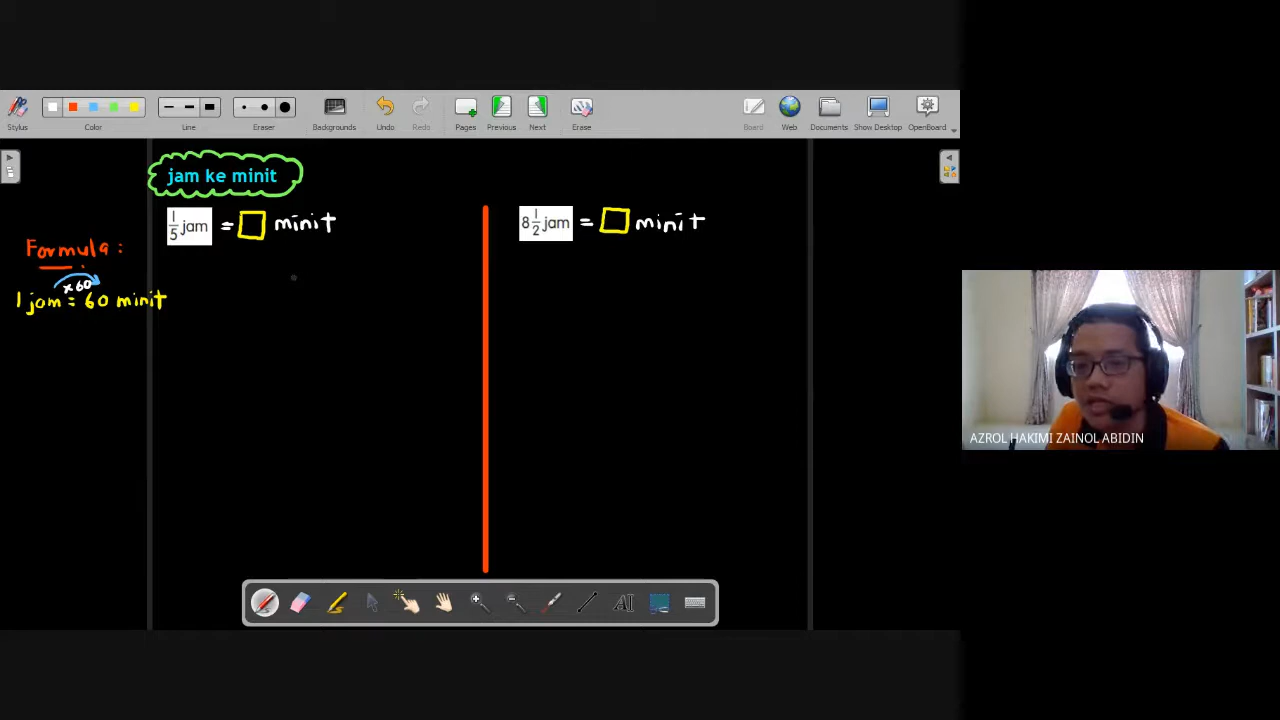 Stylus Color Line Eraser Backgrounds Undo Redo Pages Previous Next Erase Board Web Documents Show Desktop OpenBoard
jam ke minit
1/5 jam = □ minit
8 1/2 jam = □ minit
Formula :
x60
1 jam = 60 minit
AZROL HAKIMI ZAINOL ABIDIN
AI